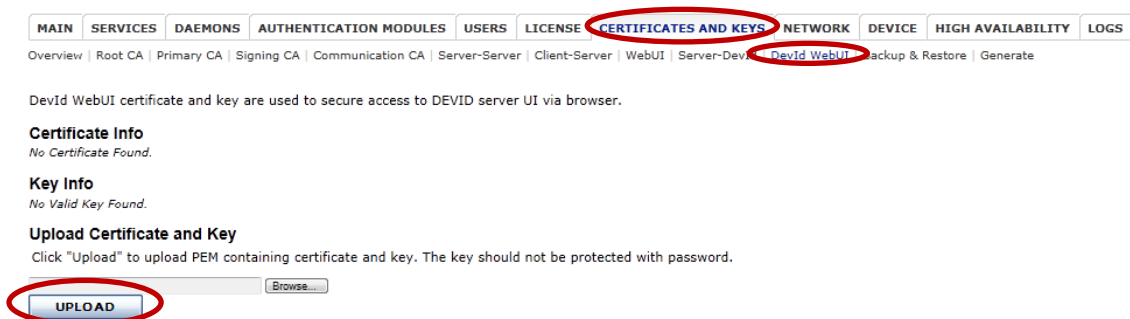 MAIN SERVICES DAEMONS AUTHENTICATION MODULES USERS LICENSE CERTIFICATES AND KEYS NETWORK DEVICE HIGH AVAILABILITY LOGS
Overview | Root CA | Primary CA | Signing CA | Communication CA | Server-Server | Client-Server | WebUI | Server-DevId | DevId WebUI | Backup & Restore | Generate
DevId WebUI certificate and key are used to secure access to DEVID server UI via browser.
Certificate Info
No Certificate Found.
Key Info
No Valid Key Found.
Upload Certificate and Key
Click "Upload" to upload PEM containing certificate and key. The key should not be protected with password.
Browse...
UPLOAD